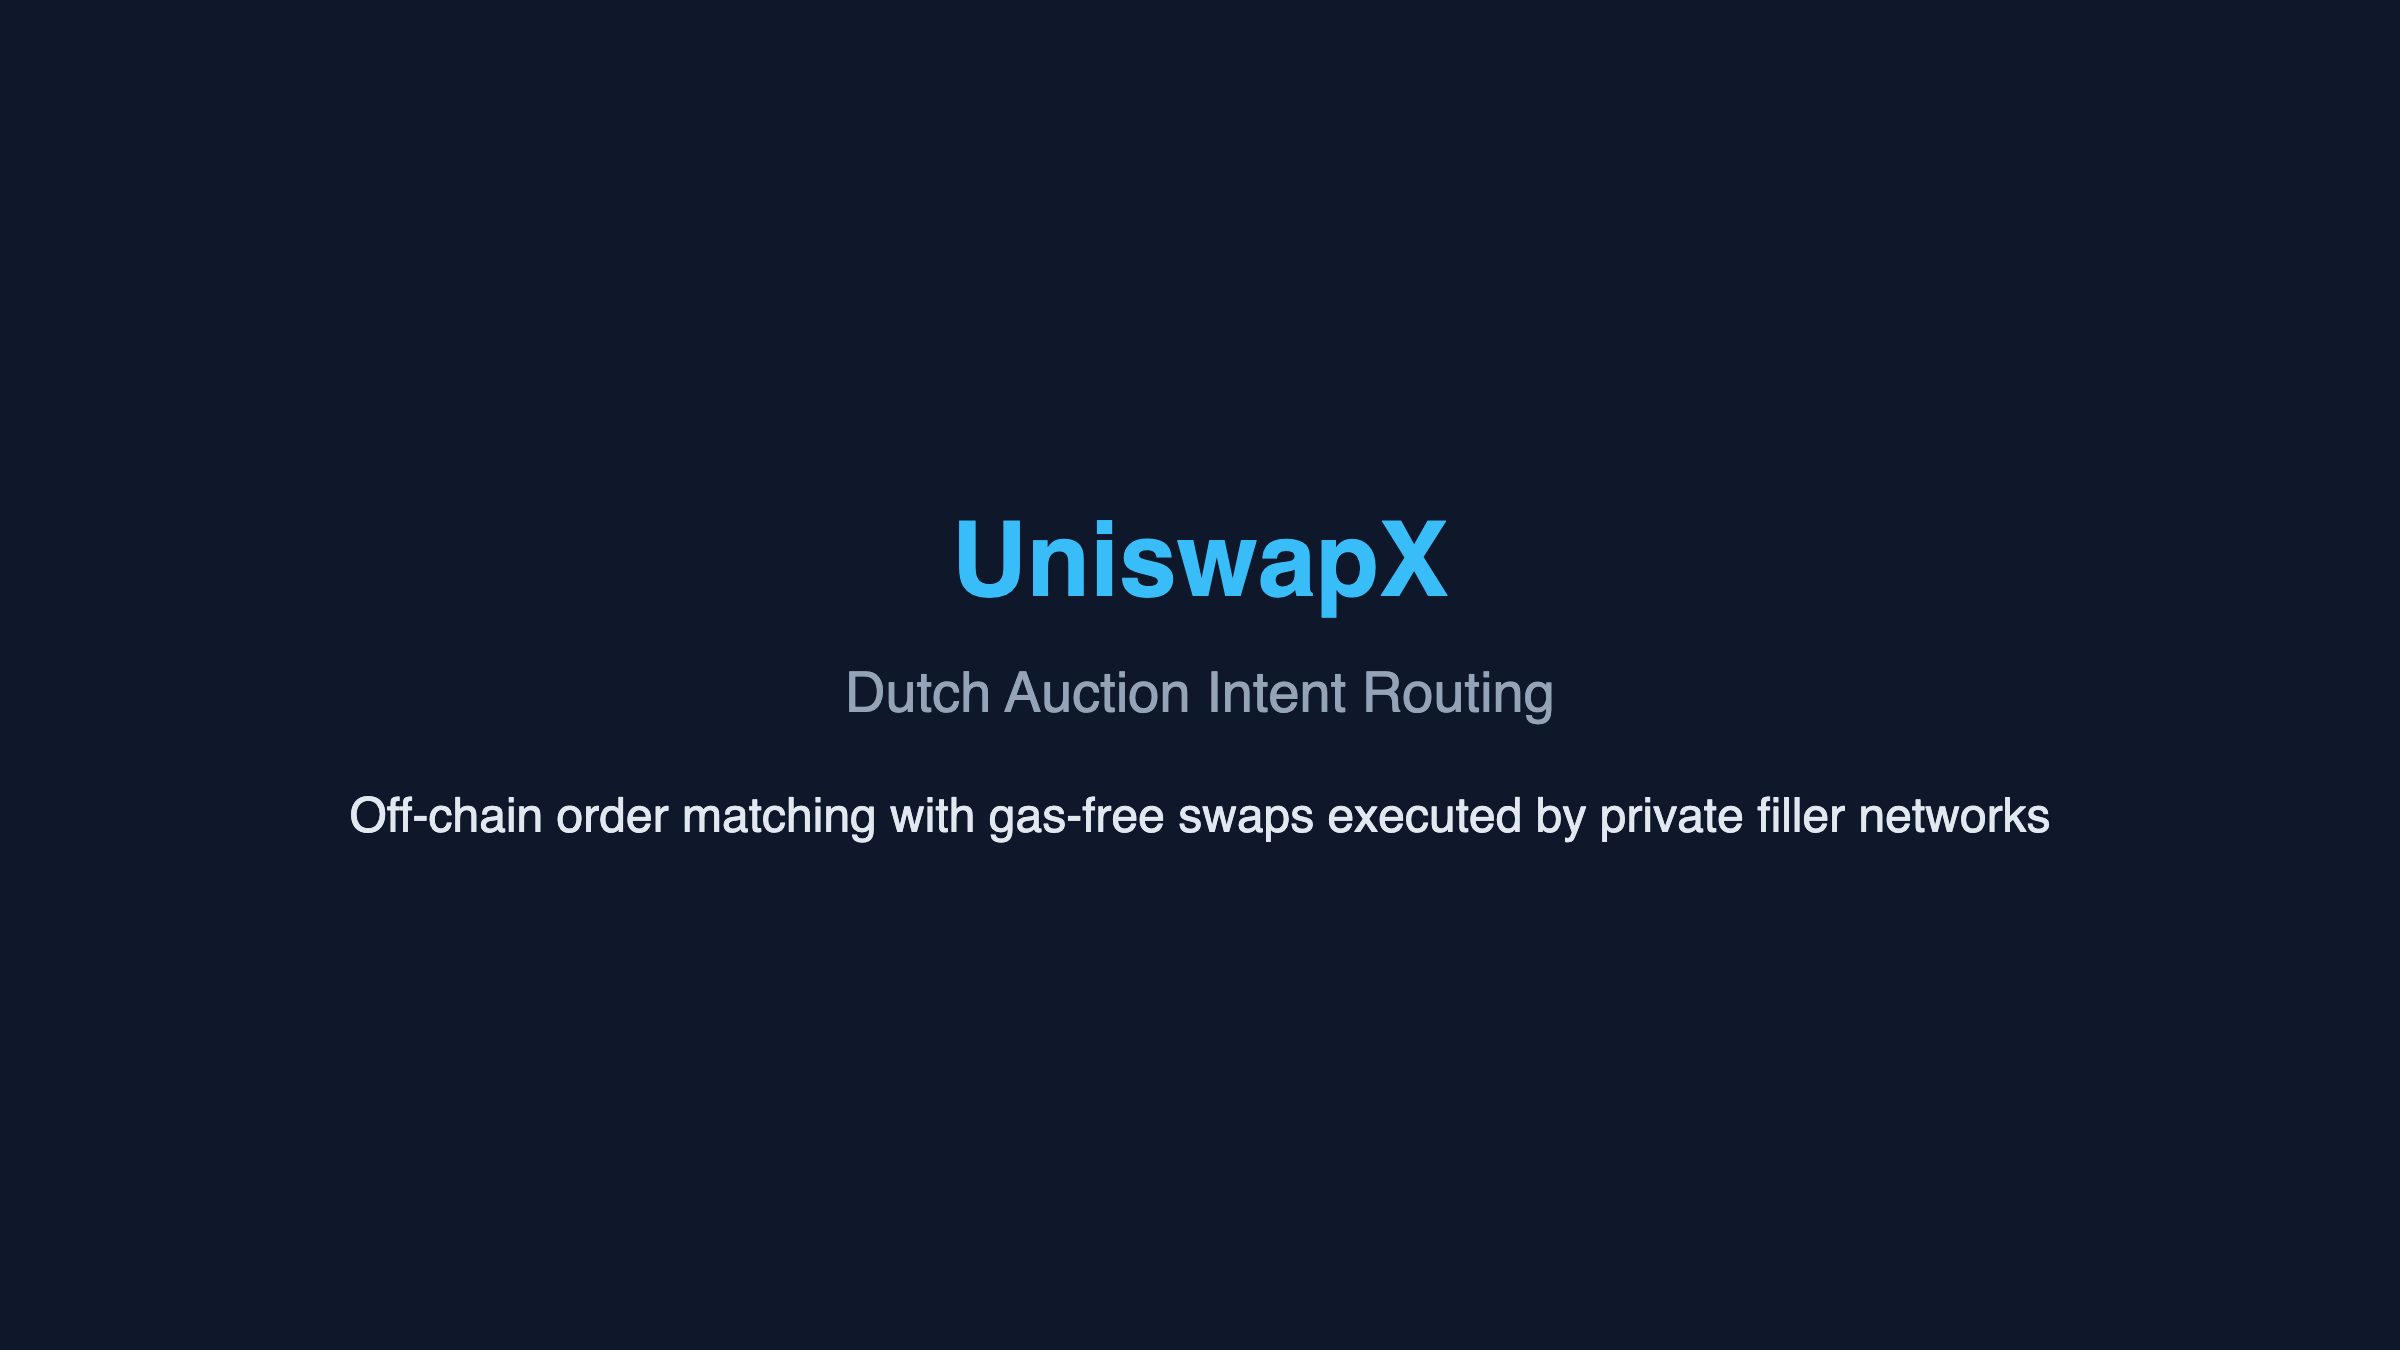 UniswapX
Dutch Auction Intent Routing
Off-chain order matching with gas-free swaps executed by private filler networks